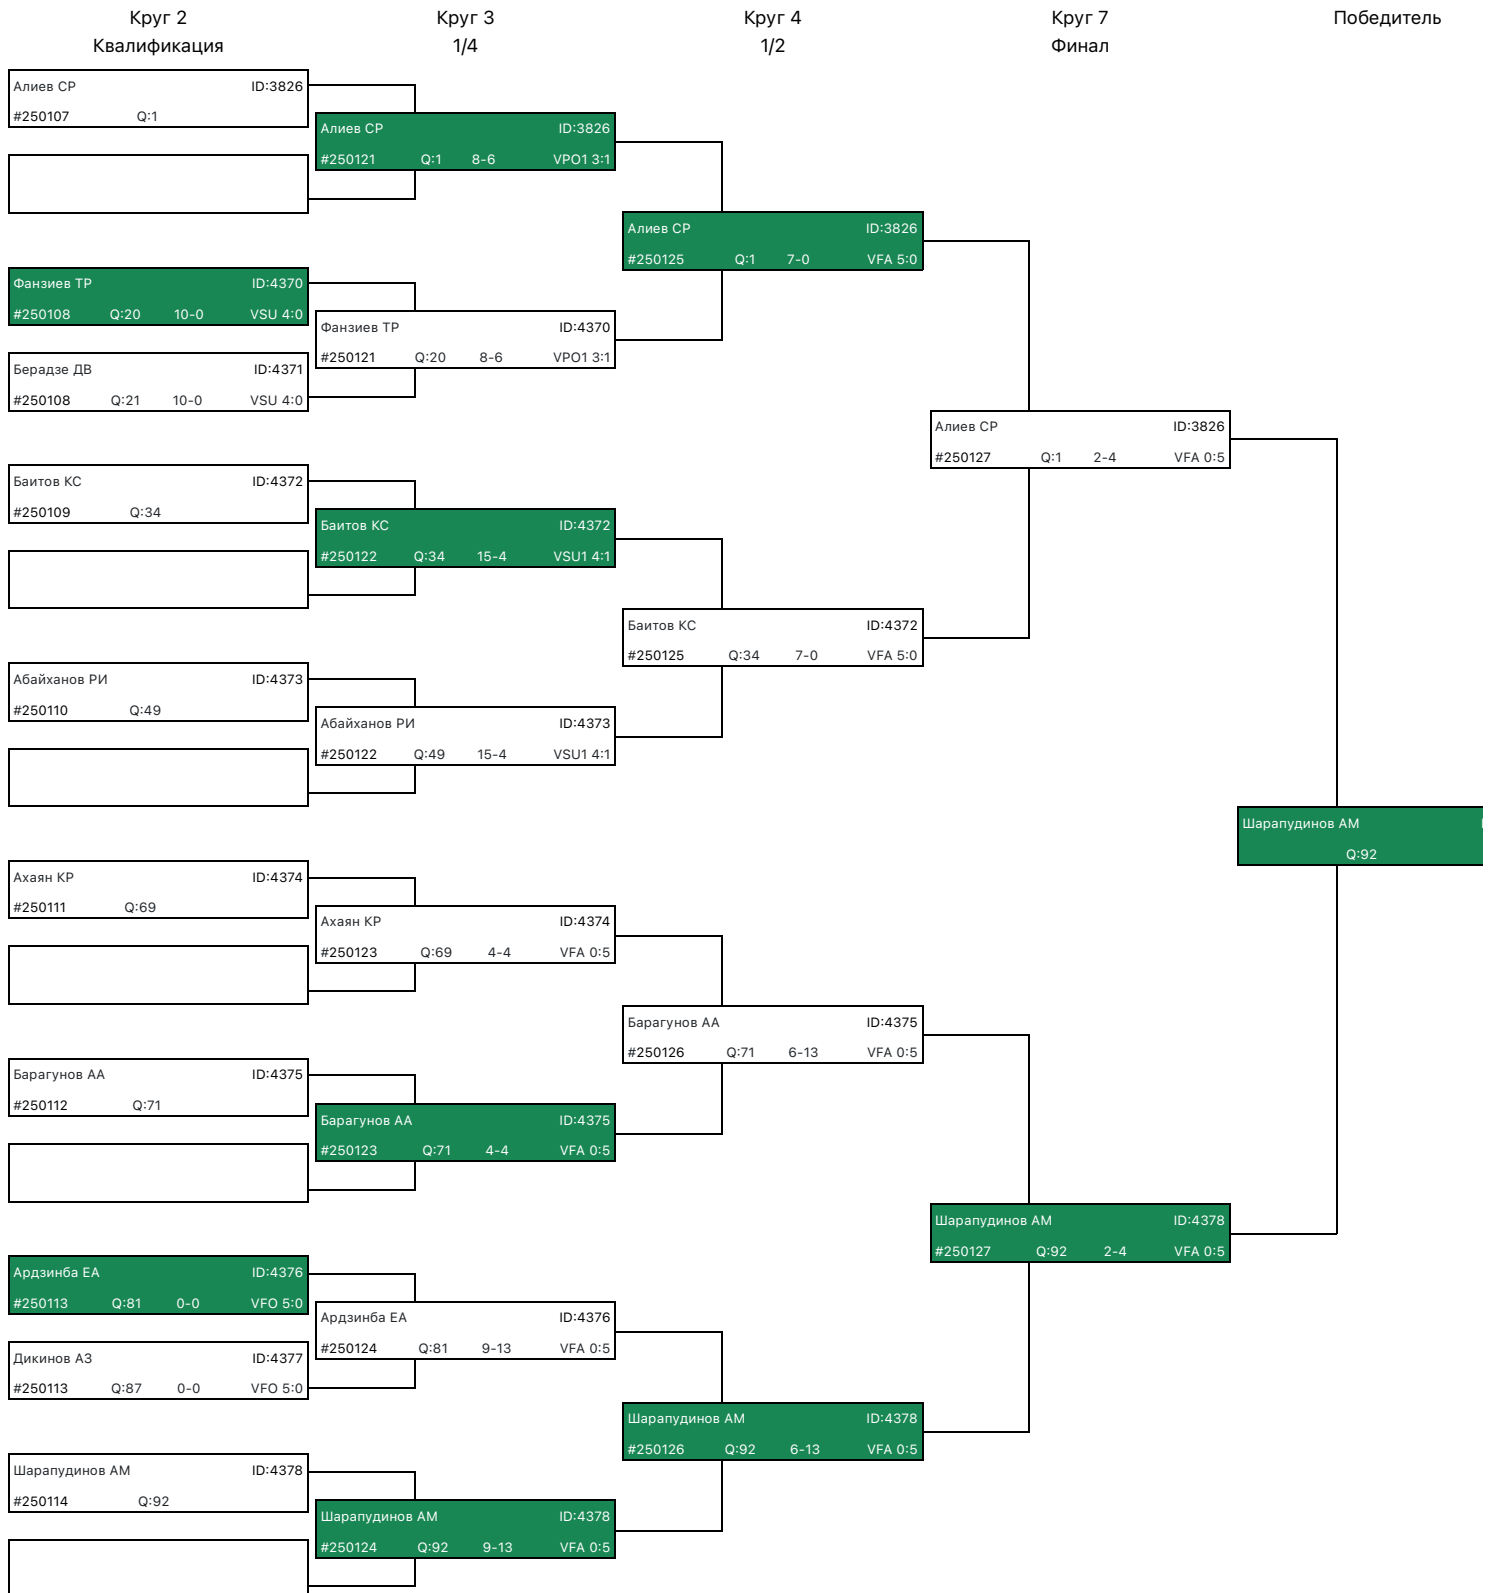 Круг 2 Круг 3 Круг 4 Круг 7 Победитель
Квалификация 1/4 1/2 Финал
Алиев СР ID:3826
#250107 Q:1
Фанзиев ТР ID:4370
#250108 Q:20 10-0 VSU 4:0
Берадзе ДВ ID:4371
#250108 Q:21 10-0 VSU 4:0
Баитов КС ID:4372
#250109 Q:34
Абайханов РИ ID:4373
#250110 Q:49
Ахаян КР ID:4374
#250111 Q:69
Барагунов АА ID:4375
#250112 Q:71
Ардзинба ЕА ID:4376
#250113 Q:81 0-0 VFO 5:0
Дикинов АЗ ID:4377
#250113 Q:87 0-0 VFO 5:0
Шарапудинов АМ ID:4378
#250114 Q:92
Алиев СР ID:3826
#250121 Q:1 8-6 VPO1 3:1
Фанзиев ТР ID:4370
#250121 Q:20 8-6 VPO1 3:1
Баитов КС ID:4372
#250122 Q:34 15-4 VSU1 4:1
Абайханов РИ ID:4373
#250122 Q:49 15-4 VSU1 4:1
Ахаян КР ID:4374
#250123 Q:69 4-4 VFA 0:5
Барагунов АА ID:4375
#250123 Q:71 4-4 VFA 0:5
Ардзинба ЕА ID:4376
#250124 Q:81 9-13 VFA 0:5
Шарапудинов АМ ID:4378
#250124 Q:92 9-13 VFA 0:5
Алиев СР ID:3826
#250125 Q:1 7-0 VFA 5:0
Баитов КС ID:4372
#250125 Q:34 7-0 VFA 5:0
Барагунов АА ID:4375
#250126 Q:71 6-13 VFA 0:5
Шарапудинов АМ ID:4378
#250126 Q:92 6-13 VFA 0:5
Алиев СР ID:3826
#250127 Q:1 2-4 VFA 0:5
Шарапудинов АМ ID:4378
#250127 Q:92 2-4 VFA 0:5
Шарапудинов АМ
Q:92